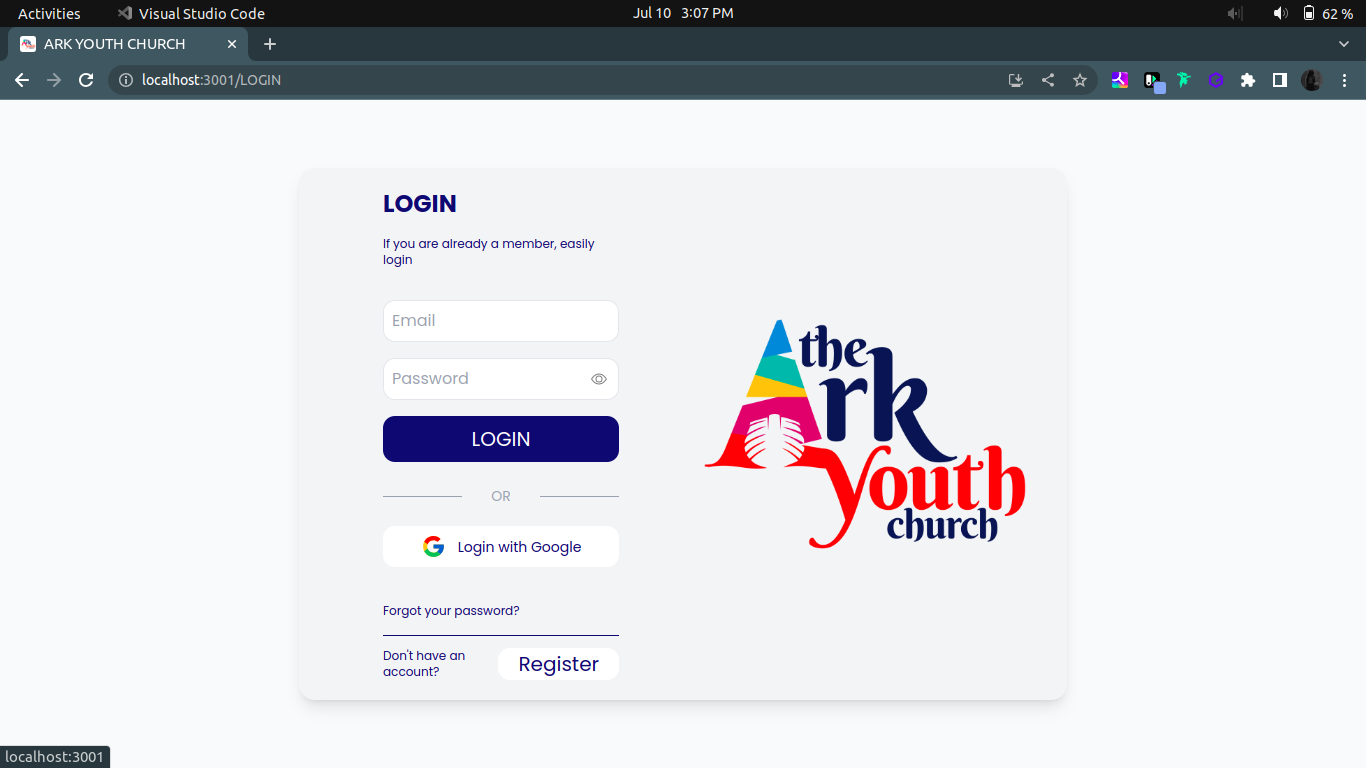 Activities Visual Studio Code Jul 10 3:07 PM 62 %
ARK YOUTH CHURCH
localhost:3001/LOGIN
LOGIN
If you are already a member, easily
login
Email
Password
LOGIN
OR
Login with Google
Forgot your password?
Don't have an
account?
Register
the
Ark
youth
church
localhost:3001